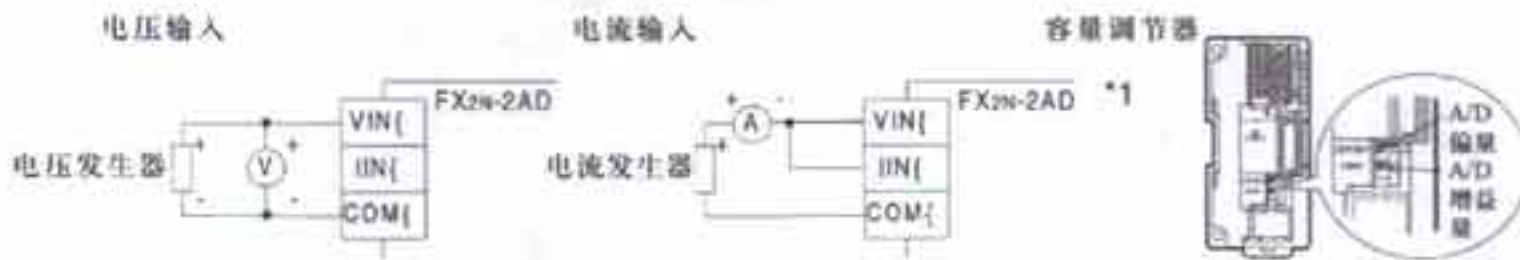 电压输入
FX2N-2AD
VIN{
IIN{
COM{
电压发生器
+
-
V
+
-
电流输入
FX2N-2AD
*1
VIN{
IIN{
COM{
电流发生器
+
-
A
+
-
容量调节器
A/D
偏量
A/D
增益
量